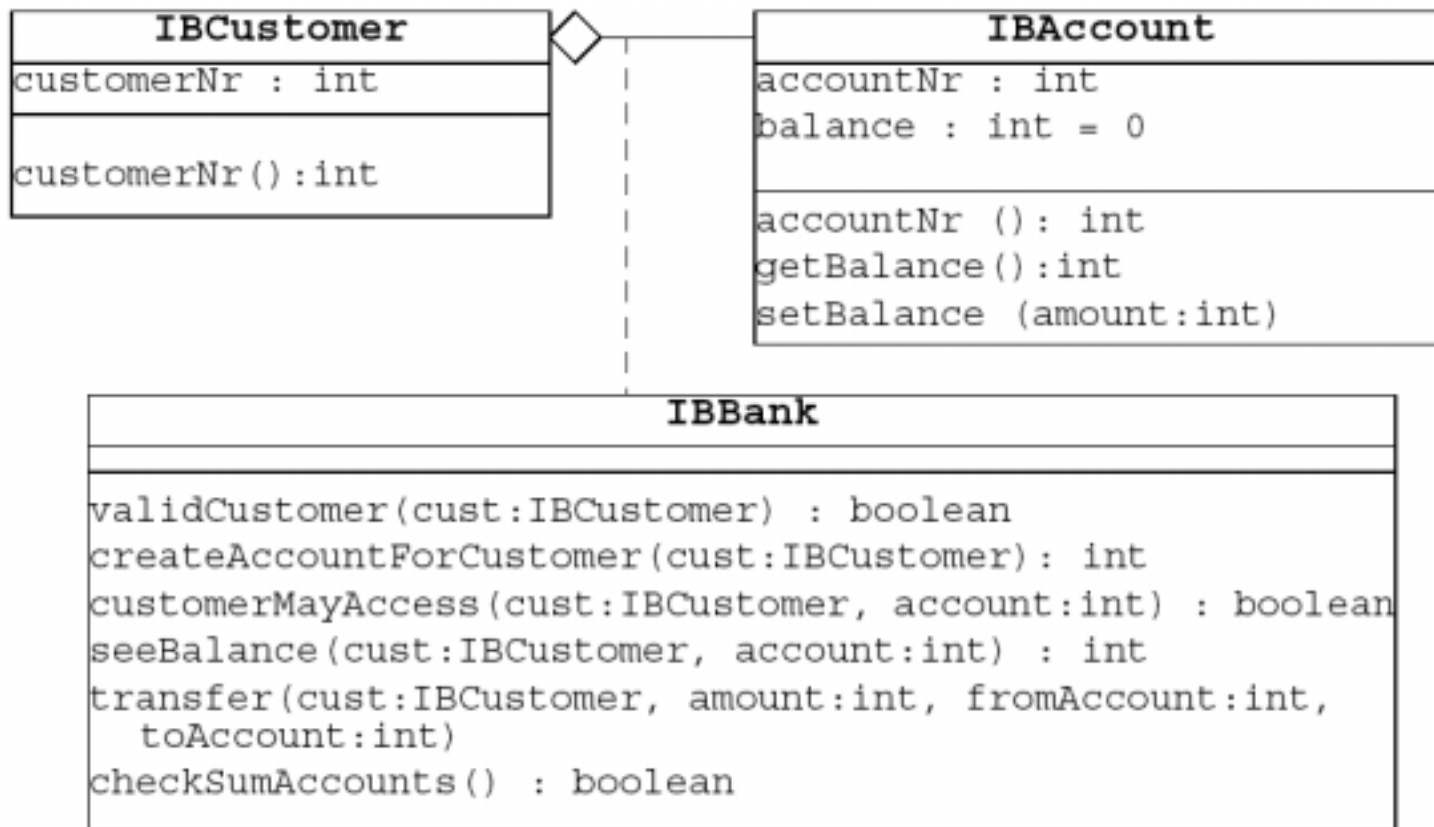 IBCustomer
customerNr : int
customerNr():int
IBAccount
accountNr : int
balance : int = 0
accountNr (): int
getBalance():int
setBalance (amount:int)
IBBank
validCustomer(cust:IBCustomer) : boolean
createAccountForCustomer(cust:IBCustomer): int
customerMayAccess(cust:IBCustomer, account:int) : boolean
seeBalance(cust:IBCustomer, account:int) : int
transfer(cust:IBCustomer, amount:int, fromAccount:int,
toAccount:int)
checkSumAccounts() : boolean